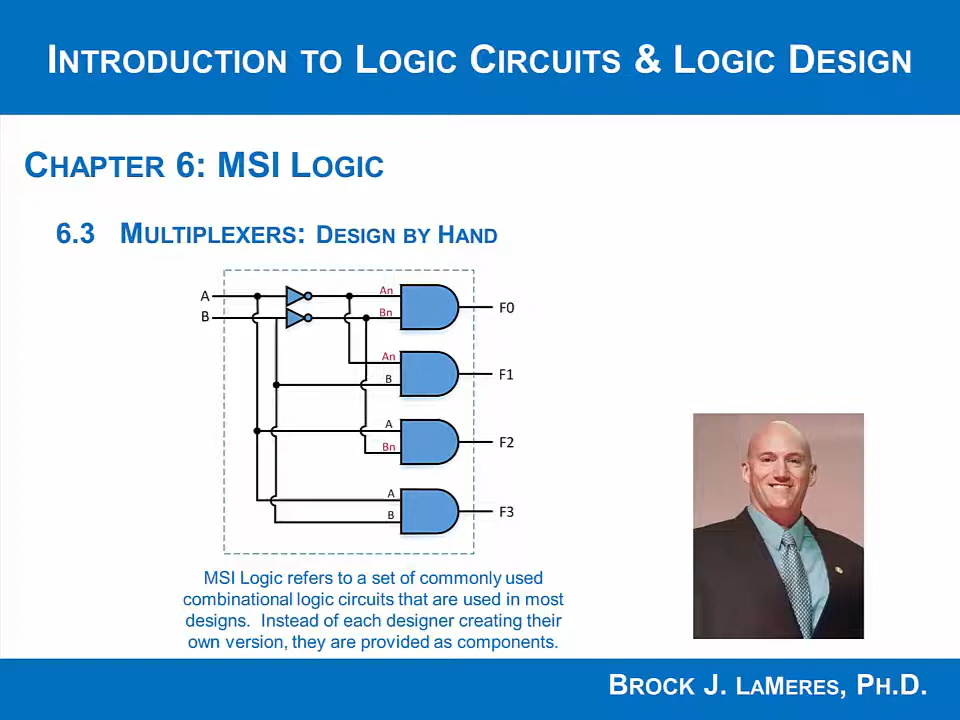 INTRODUCTION TO LOGIC CIRCUITS & LOGIC DESIGN
CHAPTER 6: MSI LOGIC
6.3 MULTIPLEXERS: DESIGN BY HAND
A
B
An
Bn
F0
An
B
F1
A
Bn
F2
A
B
F3
MSI Logic refers to a set of commonly used
combinational logic circuits that are used in most
designs. Instead of each designer creating their
own version, they are provided as components.
BROCK J. LAMERES, PH.D.